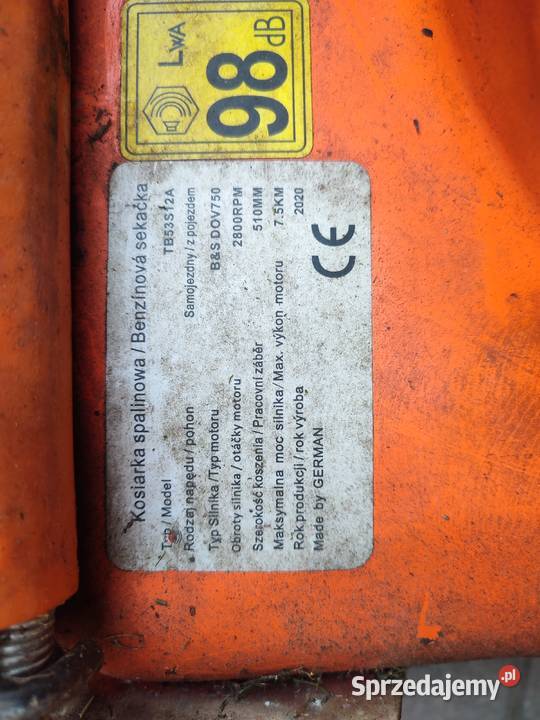 LWA
98 dB
Kosiarka spalinowa / Benzínová sekačka
Typ / Model TB53S12A
Rodzaj napędu / pohon Samojezdny / z pojezdem
Typ Silnika /Typ motoru B&S DOV750
Obroty silnika / otáčky motoru 2800RPM
Szerokość koszenia / Pracovní záběr 510MM
Maksymalna moc silnika / Max. výkon motoru 7.5KM
Rok produkcji / rok výroba 2020
Made by GERMAN
CE
Sprzedajemy.pl